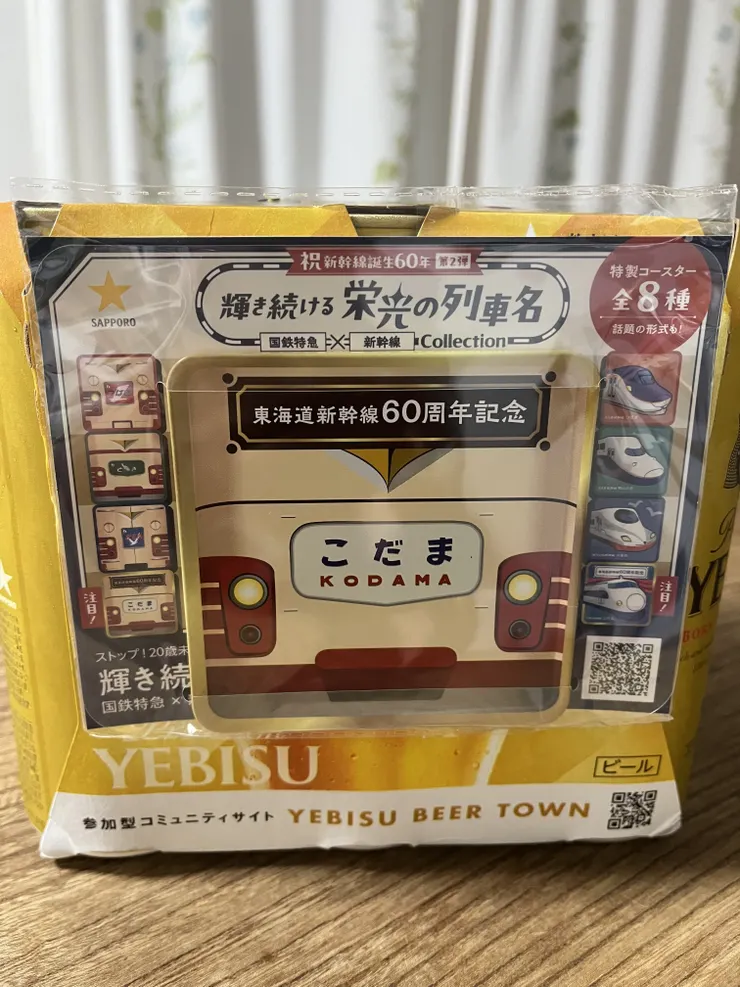 祝 新幹線誕生60年 第2弾
輝き続ける 栄光の列車名
国鉄特急 × 新幹線 Collection
SAPPORO
特製コースター
全8種
話題の形式も!
東海道新幹線60周年記念
こだま
KODAMA
注目!
注目!
ストップ!20歳未
輝き続
国鉄特急 ×
YEBISU
ビール
参加型コミュニティサイト YEBISU BEER TOWN
YE